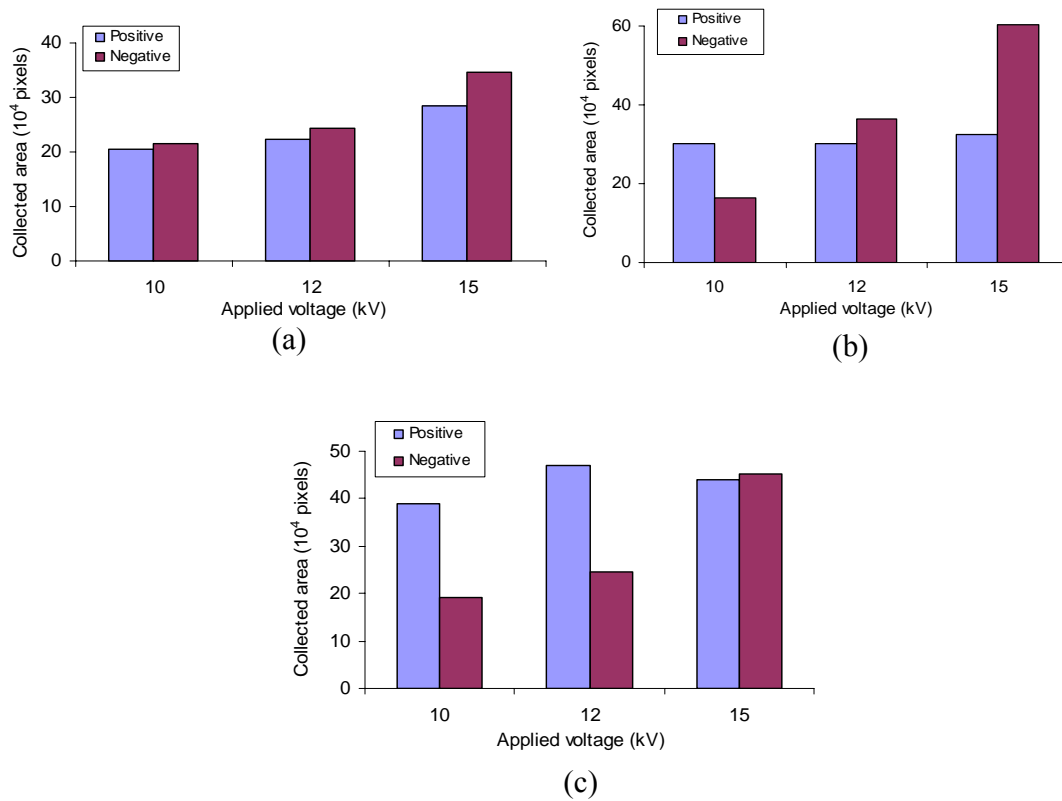 Positive
Negative
Collected area (10⁴ pixels)
40
30
20
10
0
10 12 15
Applied voltage (kV)
(a)
Positive
Negative
Collected area (10⁴ pixels)
60
40
20
0
10 12 15
Applied voltage (kV)
(b)
Positive
Negative
Collected area (10⁴ pixels)
50
40
30
20
10
0
10 12 15
Applied voltage (kV)
(c)